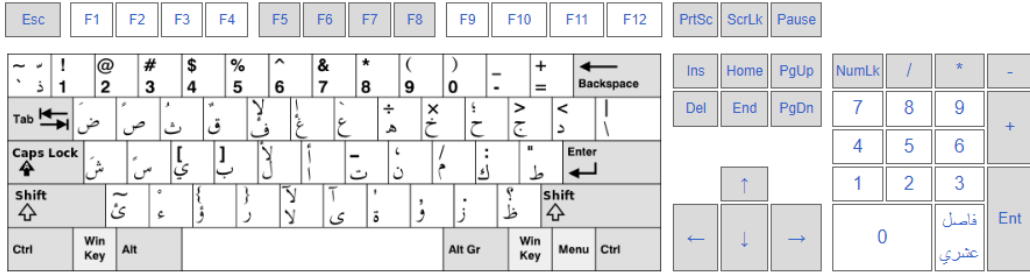 Esc F1 F2 F3 F4 F5 F6 F7 F8 F9 F10 F11 F12 PrtSc ScrLk Pause
~ ّ ! @ # $ % ^ & * ( ) _ +
` ذ 1 2 3 4 5 6 7 8 9 0 - = Backspace
Ins Home PgUp NumLk / * -
Tab َ ً ُ ٌ لإ إ ` ÷ × ؛ > < |
ض ص ث ق ف غ ع ه خ ح ج د \
Del End PgDn 7 8 9 +
Caps Lock ِ ٍ [ ] لأ أ ـ ، / : " Enter
ش س ي ب ل ا ت ن م ك ط
4 5 6
Shift ~ ْ { } لآ آ ' , . ؟ Shift
ئ ء ؤ ر لا ى ة و ز ظ
↑ 1 2 3 Ent
Ctrl Win Key Alt Alt Gr Win Key Menu Ctrl
← ↓ → 0 فاصل عشري